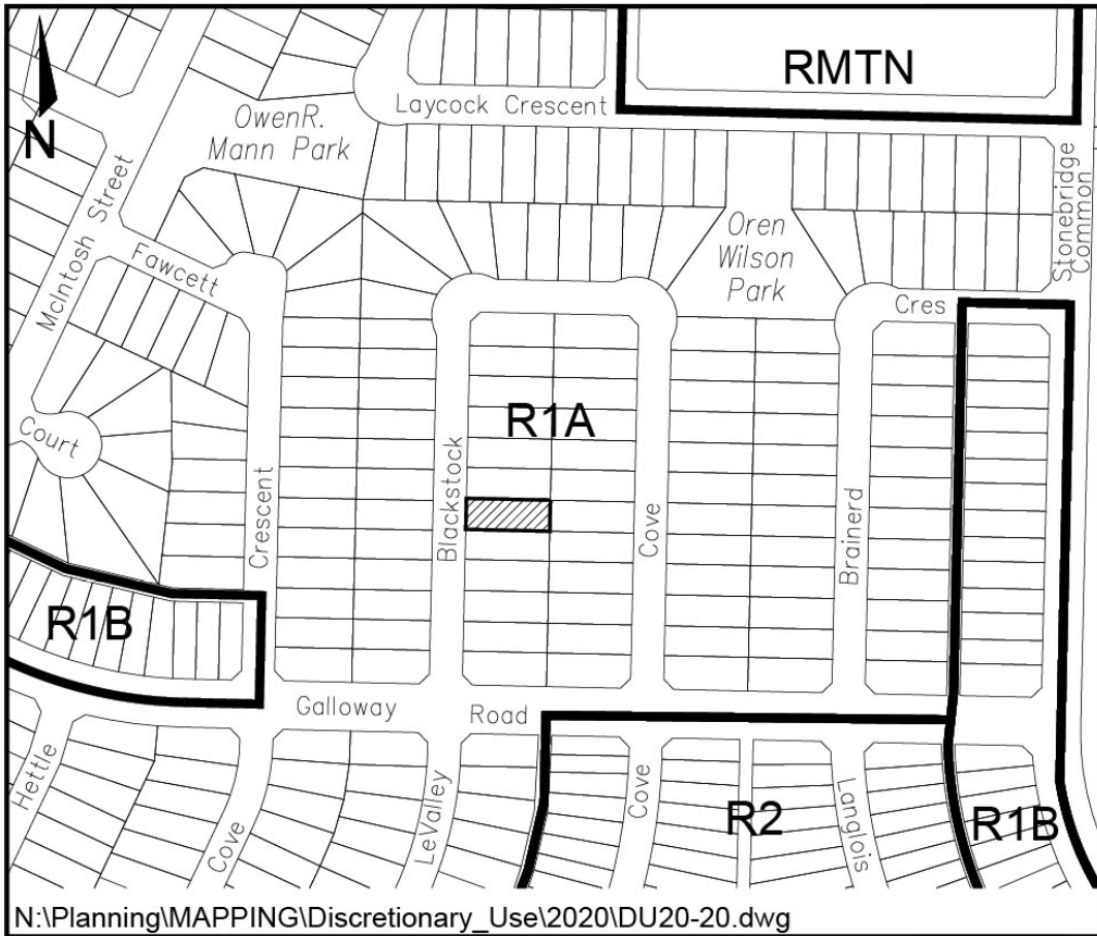 RMTN
Laycock Crescent
OwenR.
Mann Park
N
McIntosh Street
Stonebridge
Common
Oren
Wilson
Park
Fawcett
Cres
R1A
Court
Crescent
Blackstock
Cove
Brainerd
R1B
Galloway Road
Hettle
Cove
LeValley
Cove
R2
Langlois
R1B
N:\Planning\MAPPING\Discretionary_Use\2020\DU20-20.dwg